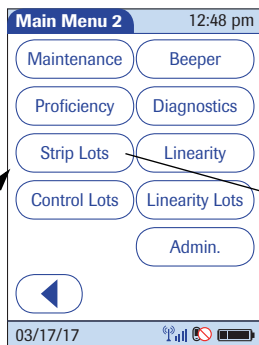 Main Menu 2 12:48 pm
Maintenance Beeper
Proficiency Diagnostics
Strip Lots Linearity
Control Lots Linearity Lots
Admin.
03/17/17